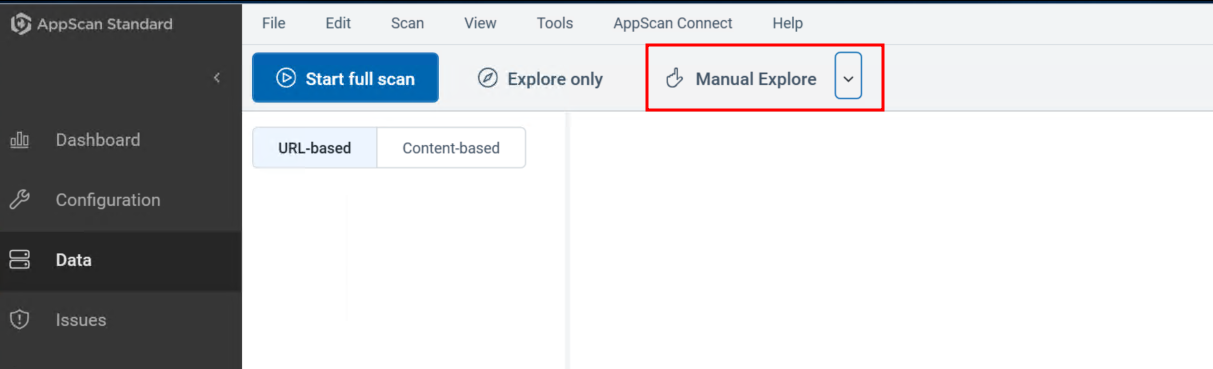 AppScan Standard
File Edit Scan View Tools AppScan Connect Help
Start full scan Explore only Manual Explore
Dashboard
Configuration
Data
Issues
URL-based Content-based